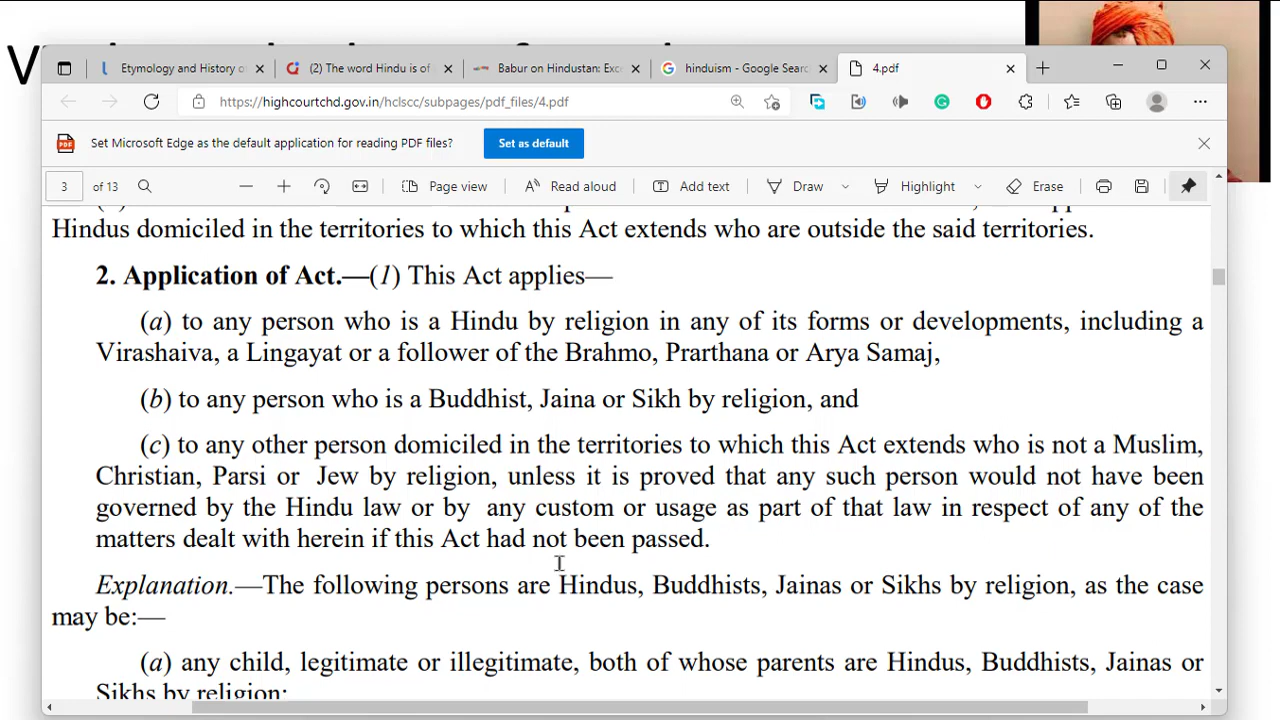 V
Etymology and History o
(2) The word Hindu is of
Babur on Hindustan: Exc
hinduism - Google Searc
4.pdf
https://highcourtchd.gov.in/hclscc/subpages/pdf_files/4.pdf
Set Microsoft Edge as the default application for reading PDF files?
Set as default
3 of 13
Page view
Read aloud
Add text
Draw
Highlight
Erase
Hindus domiciled in the territories to which this Act extends who are outside the said territories.
2. Application of Act.—(1) This Act applies—
(a) to any person who is a Hindu by religion in any of its forms or developments, including a
Virashaiva, a Lingayat or a follower of the Brahmo, Prarthana or Arya Samaj,
(b) to any person who is a Buddhist, Jaina or Sikh by religion, and
(c) to any other person domiciled in the territories to which this Act extends who is not a Muslim,
Christian, Parsi or Jew by religion, unless it is proved that any such person would not have been
governed by the Hindu law or by any custom or usage as part of that law in respect of any of the
matters dealt with herein if this Act had not been passed.
Explanation.—The following persons are Hindus, Buddhists, Jainas or Sikhs by religion, as the case
may be:—
(a) any child, legitimate or illegitimate, both of whose parents are Hindus, Buddhists, Jainas or
Sikhs by religion;